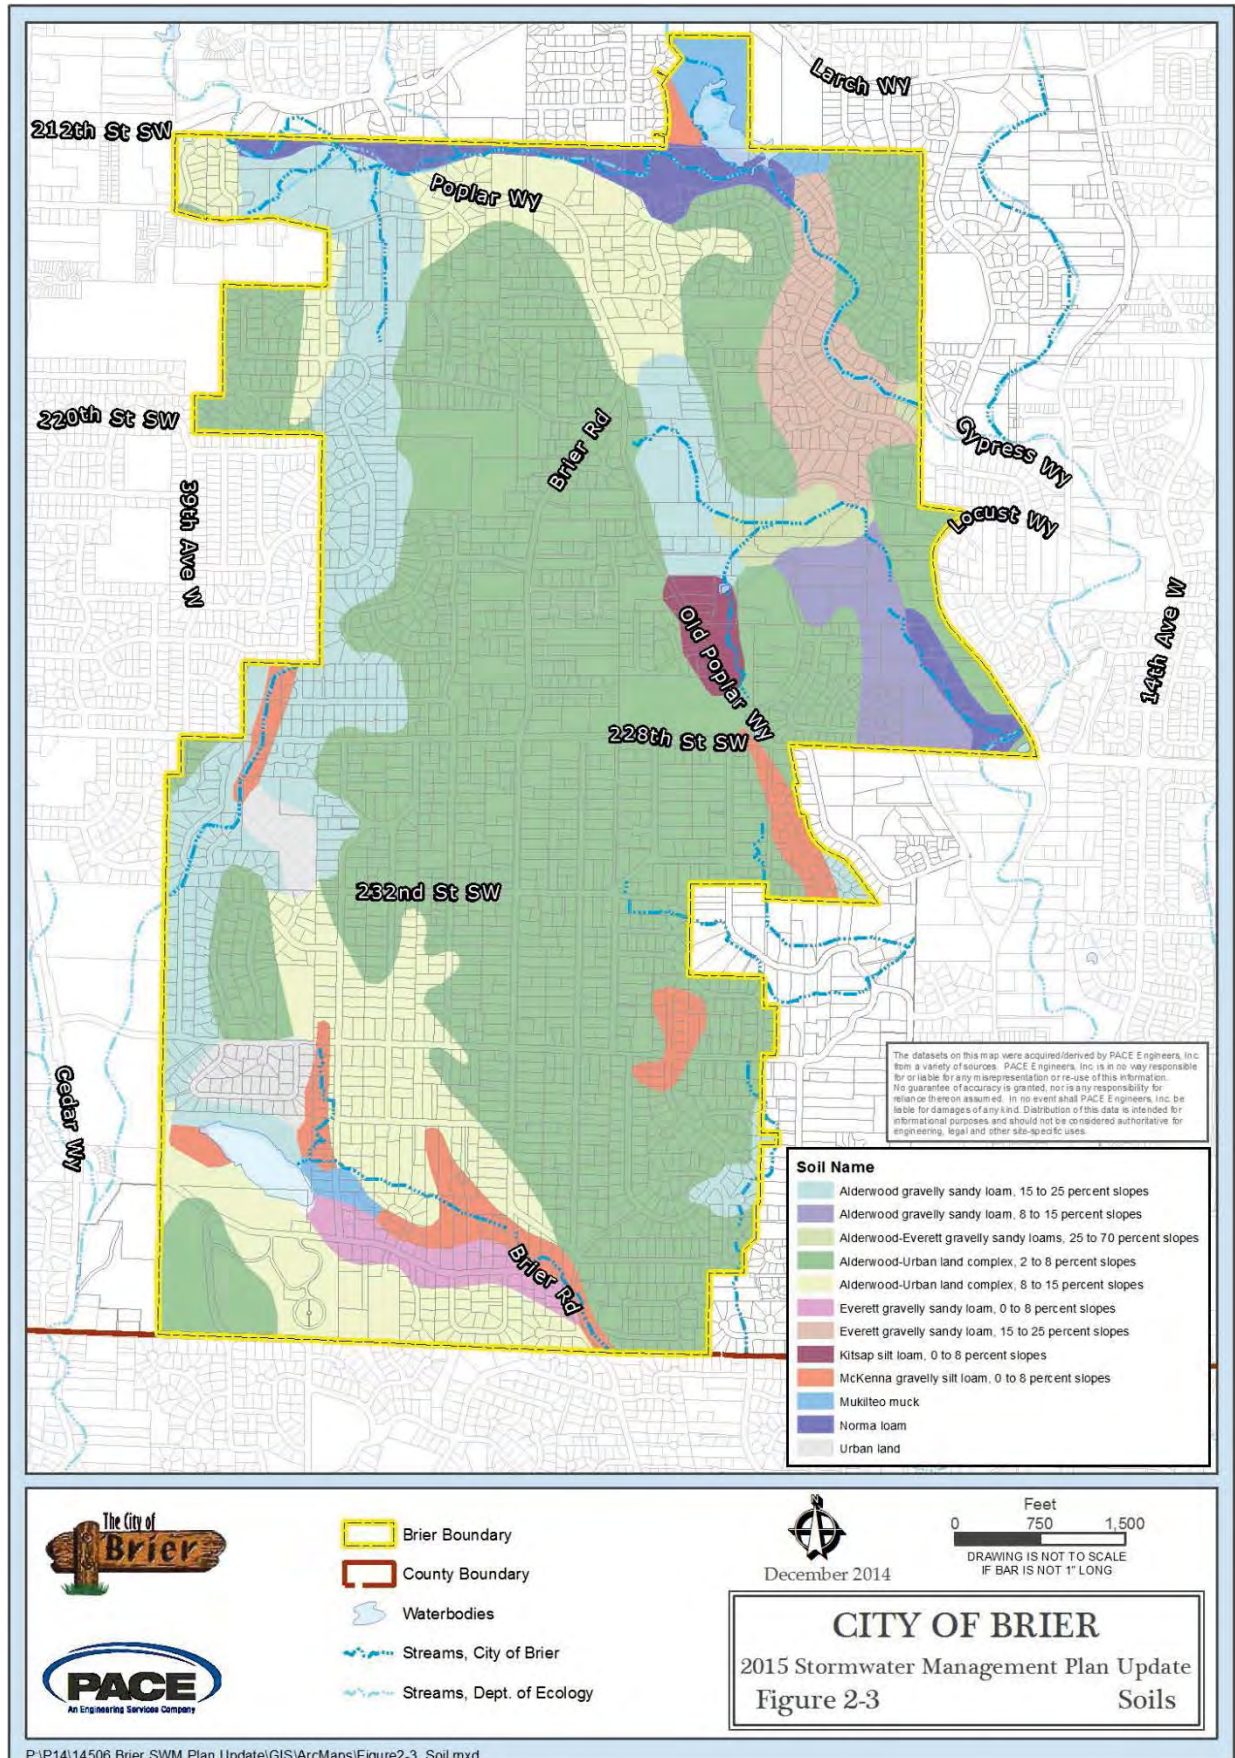 Larch Wy
212th St SW
Poplar Wy
220th St SW
Brier Rd
Cypress Wy
Locust Wy
39th Ave W
14th Ave W
Old Poplar Wy
228th St SW
232nd St SW
Cedar Wy
Brier Rd
The datasets on this map were acquired/derived by PACE Engineers, Inc.
from a variety of sources. PACE Engineers, Inc. is in no way responsible
for or liable for any misrepresentation or re-use of this information.
No guarantee of accuracy is granted, nor is any responsibility for
reliance thereon assumed. In no event shall PACE Engineers, Inc. be
liable for damages of any kind. Distribution of this data is intended for
informational purposes and should not be considered authoritative for
engineering, legal and other site-specific uses.
Soil Name
Alderwood gravelly sandy loam, 15 to 25 percent slopes
Alderwood gravelly sandy loam, 8 to 15 percent slopes
Alderwood-Everett gravelly sandy loams, 25 to 70 percent slopes
Alderwood-Urban land complex, 2 to 8 percent slopes
Alderwood-Urban land complex, 8 to 15 percent slopes
Everett gravelly sandy loam, 0 to 8 percent slopes
Everett gravelly sandy loam, 15 to 25 percent slopes
Kitsap silt loam, 0 to 8 percent slopes
McKenna gravelly silt loam, 0 to 8 percent slopes
Mukilteo muck
Norma loam
Urban land
The City of
Brier
PACE
An Engineering Services Company
Brier Boundary
County Boundary
Waterbodies
Streams, City of Brier
Streams, Dept. of Ecology
N
December 2014
Feet
0 750 1,500
DRAWING IS NOT TO SCALE
IF BAR IS NOT 1" LONG
CITY OF BRIER
2015 Stormwater Management Plan Update
Figure 2-3 Soils
P:\P14\14506 Brier SWM Plan Update\GIS\ArcMaps\Figure2-3_Soil.mxd